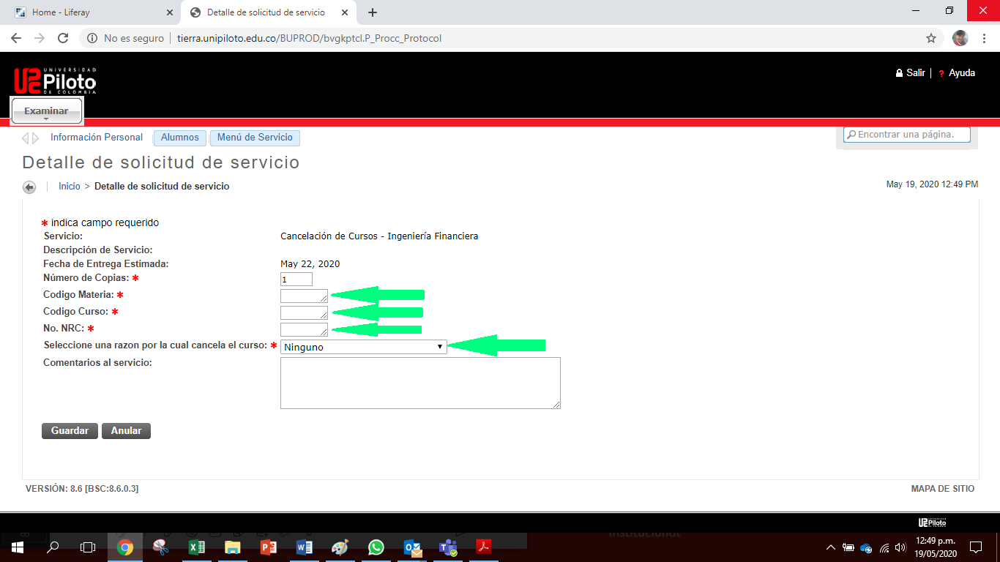 Home - Liferay
Detalle de solicitud de servicio
No es seguro | tierra.unipiloto.edu.co/BUPROD/bvgkptcl.P_Procc_Protocol
UNIVERSIDAD
Piloto
DE COLOMBIA
Salir | ? Ayuda
Examinar
Información Personal Alumnos Menú de Servicio
Encontrar una página.
Detalle de solicitud de servicio
Inicio > Detalle de solicitud de servicio
May 19, 2020 12:49 PM
* indica campo requerido
Servicio: Cancelación de Cursos - Ingeniería Financiera
Descripción de Servicio:
Fecha de Entrega Estimada: May 22, 2020
Número de Copias: * 1
Codigo Materia: *
Codigo Curso: *
No. NRC: *
Seleccione una razon por la cual cancela el curso: * Ninguno
Comentarios al servicio:
Guardar Anular
VERSIÓN: 8.6 [BSC:8.6.0.3]
MAPA DE SITIO
Piloto
Institucional
12:49 p.m.
19/05/2020